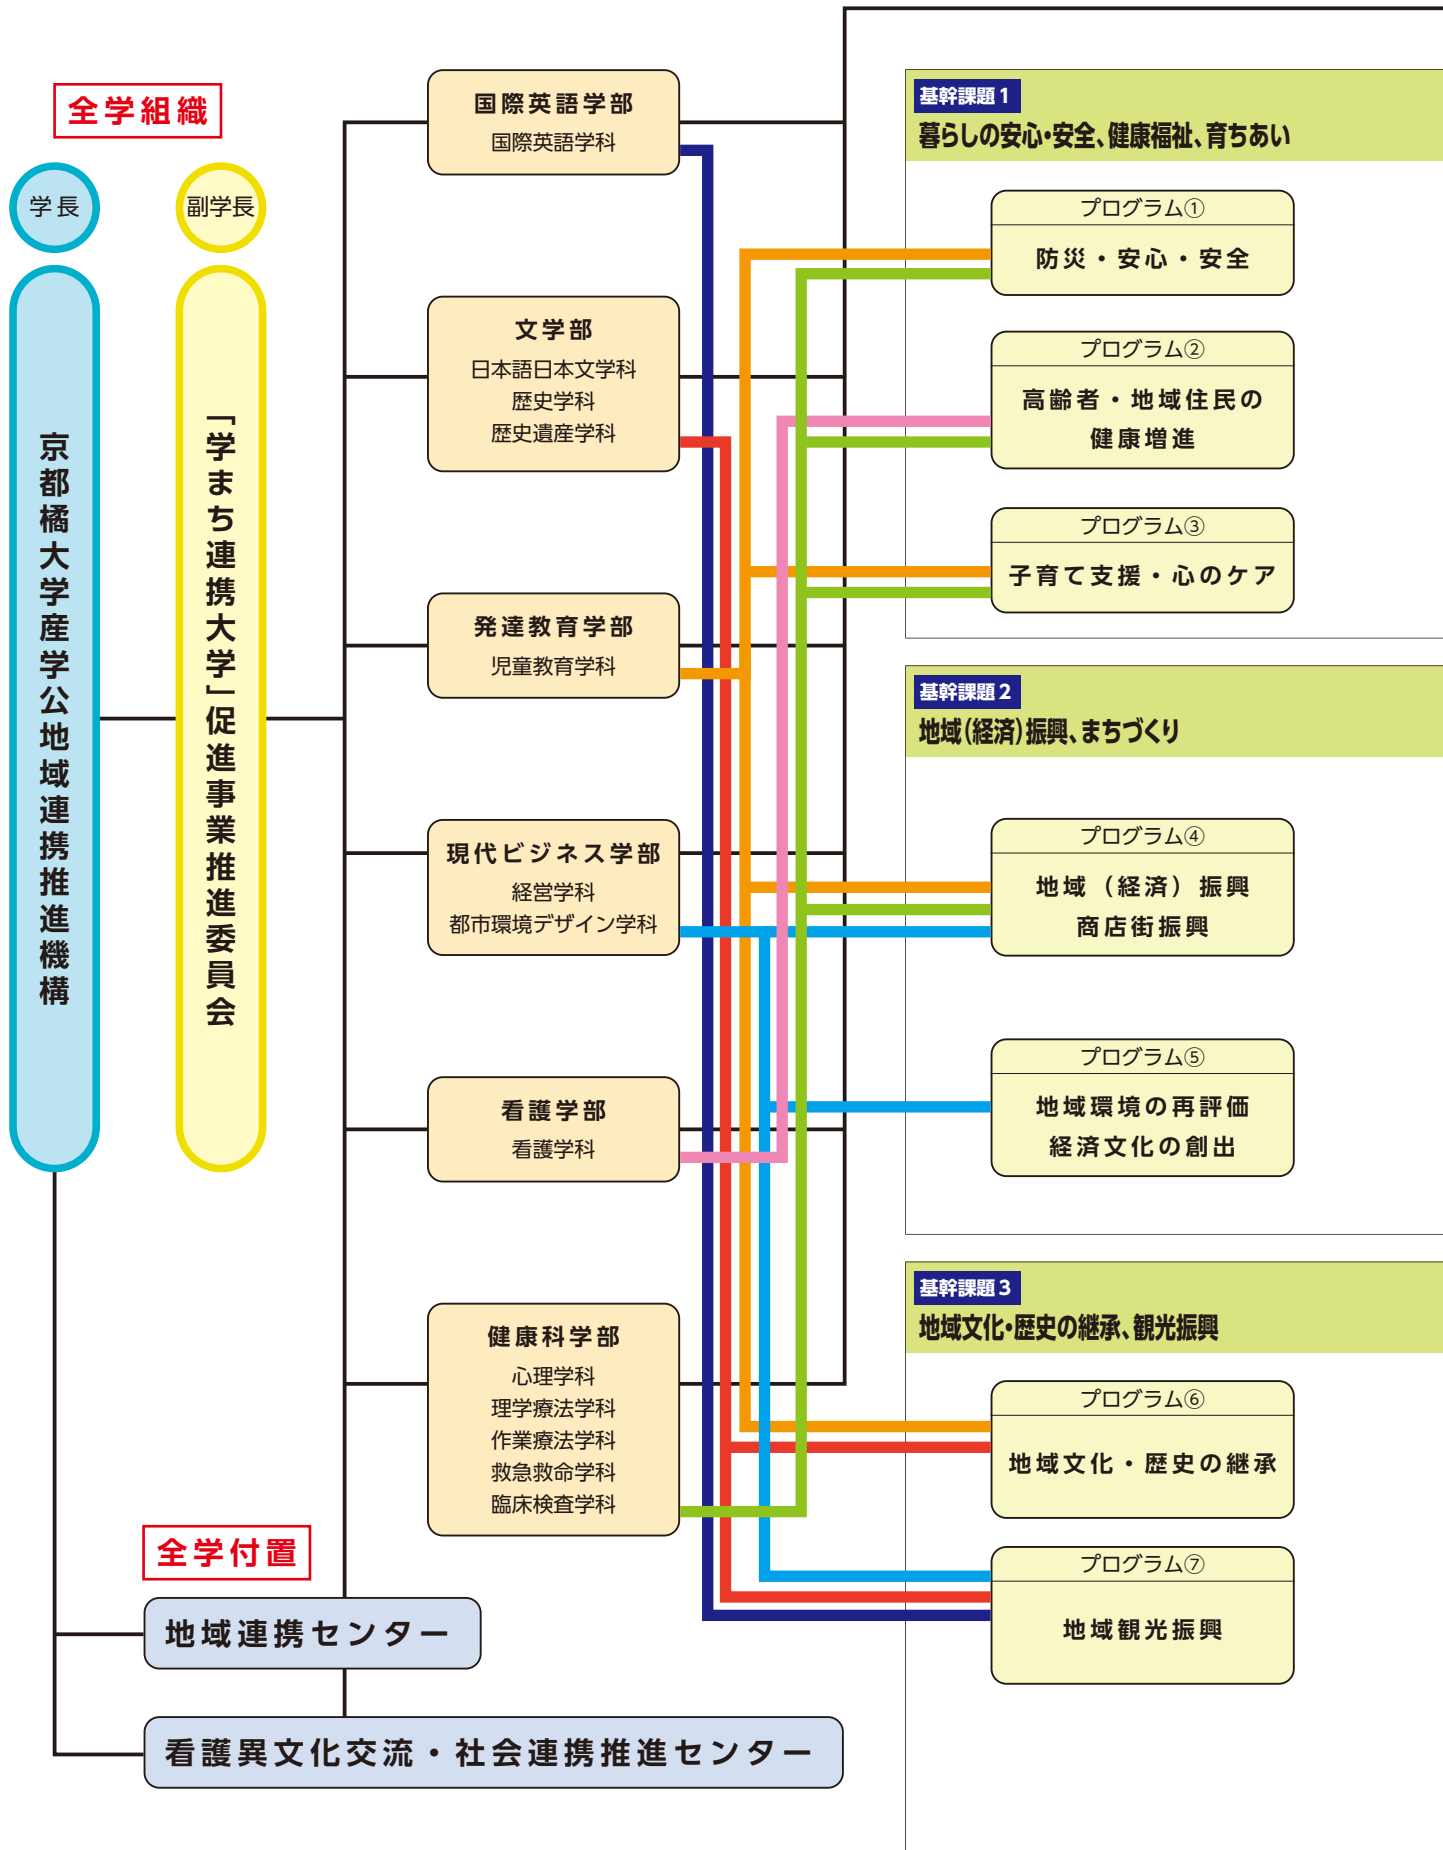 全学組織
学長
京都橘大学産学公地域連携推進機構
副学長
「学まち連携大学」促進事業推進委員会
国際英語学部
国際英語学科
文学部
日本語日本文学科
歴史学科
歴史遺産学科
発達教育学部
児童教育学科
現代ビジネス学部
経営学科
都市環境デザイン学科
看護学部
看護学科
健康科学部
心理学科
理学療法学科
作業療法学科
救急救命学科
臨床検査学科
全学付置
地域連携センター
看護異文化交流・社会連携推進センター
基幹課題1
暮らしの安心・安全、健康福祉、育ちあい
プログラム①
防災・安心・安全
プログラム②
高齢者・地域住民の
健康増進
プログラム③
子育て支援・心のケア
基幹課題2
地域(経済)振興、まちづくり
プログラム④
地域（経済）振興
商店街振興
プログラム⑤
地域環境の再評価
経済文化の創出
基幹課題3
地域文化・歴史の継承、観光振興
プログラム⑥
地域文化・歴史の継承
プログラム⑦
地域観光振興